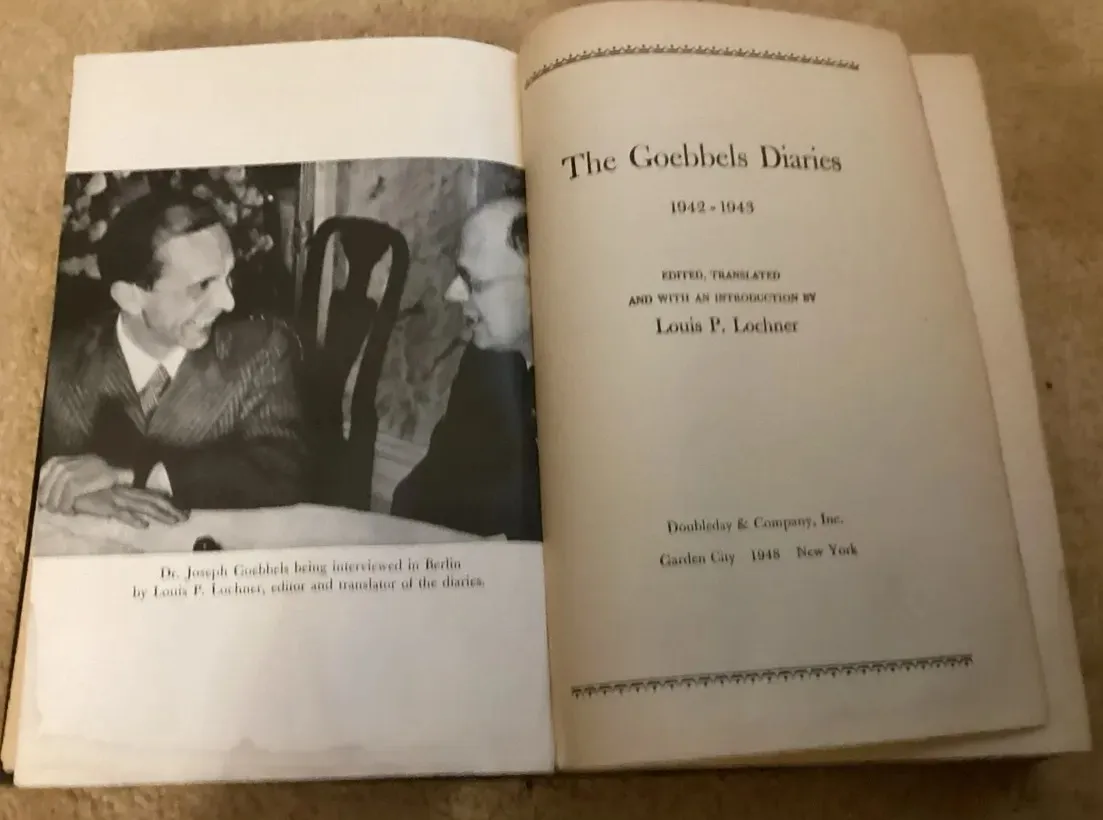 Dr. Joseph Goebbels being interviewed in Berlin
by Louis P. Lochner, editor and translator of the diaries.
The Goebbels Diaries
1942-1943
EDITED, TRANSLATED
AND WITH AN INTRODUCTION BY
Louis P. Lochner
Doubleday & Company, Inc.
Garden City 1948 New York